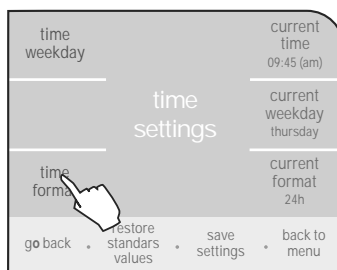 time
weekday
time
format
time
settings
current
time
09:45 (am)
current
weekday
thursday
current
format
24h
go back
restore
standars
values
save
settings
back to
menu